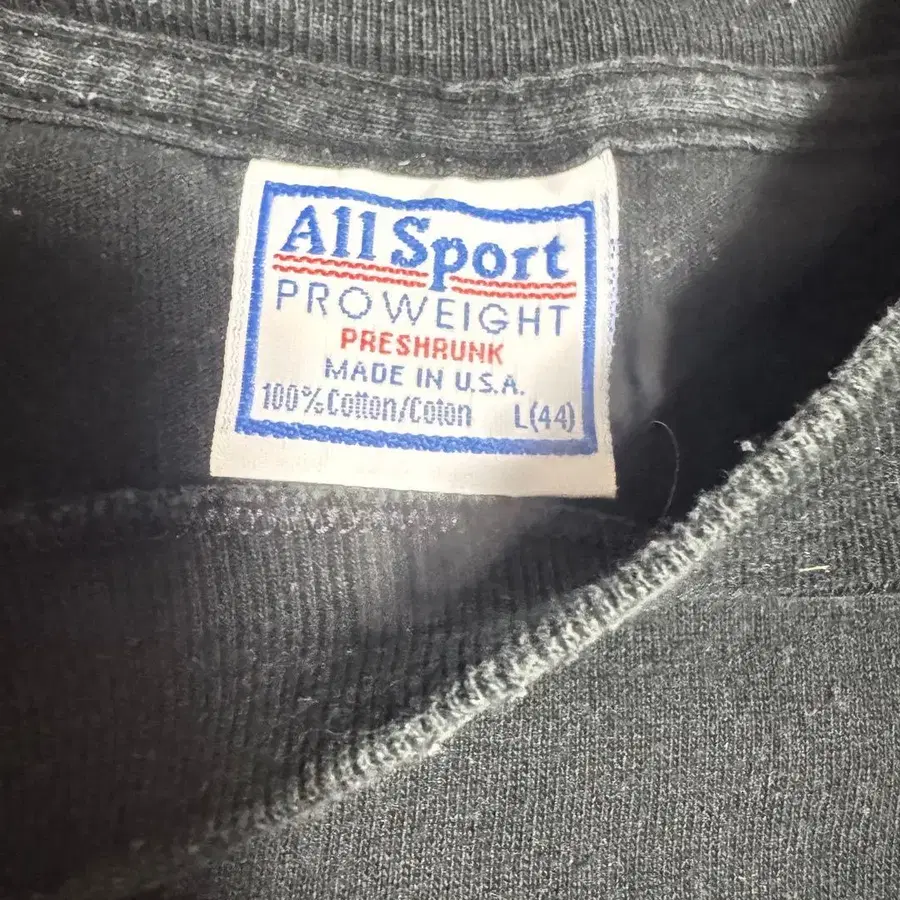 All Sport
PROWEIGHT
PRESHRUNK
MADE IN U.S.A.
100% Cotton/Coton L(44)